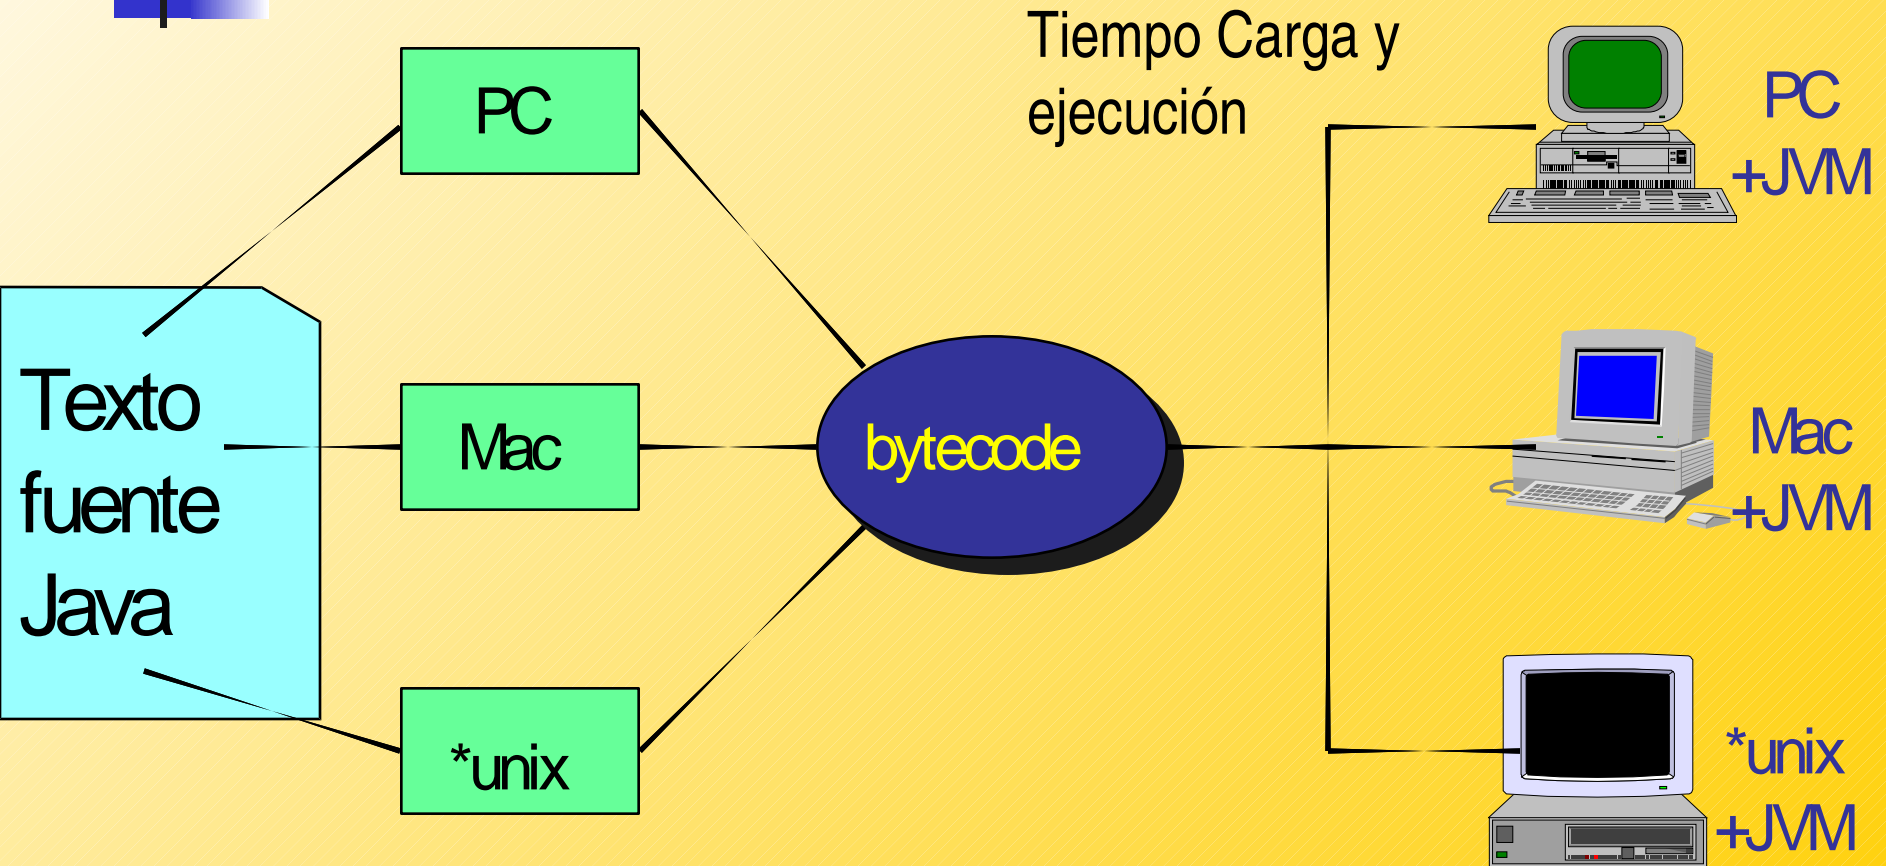 Tiempo Carga y
ejecución
PC
Mac
*unix
Texto
fuente
Java
bytecode
PC
+JVM
Mac
+JVM
*unix
+JVM